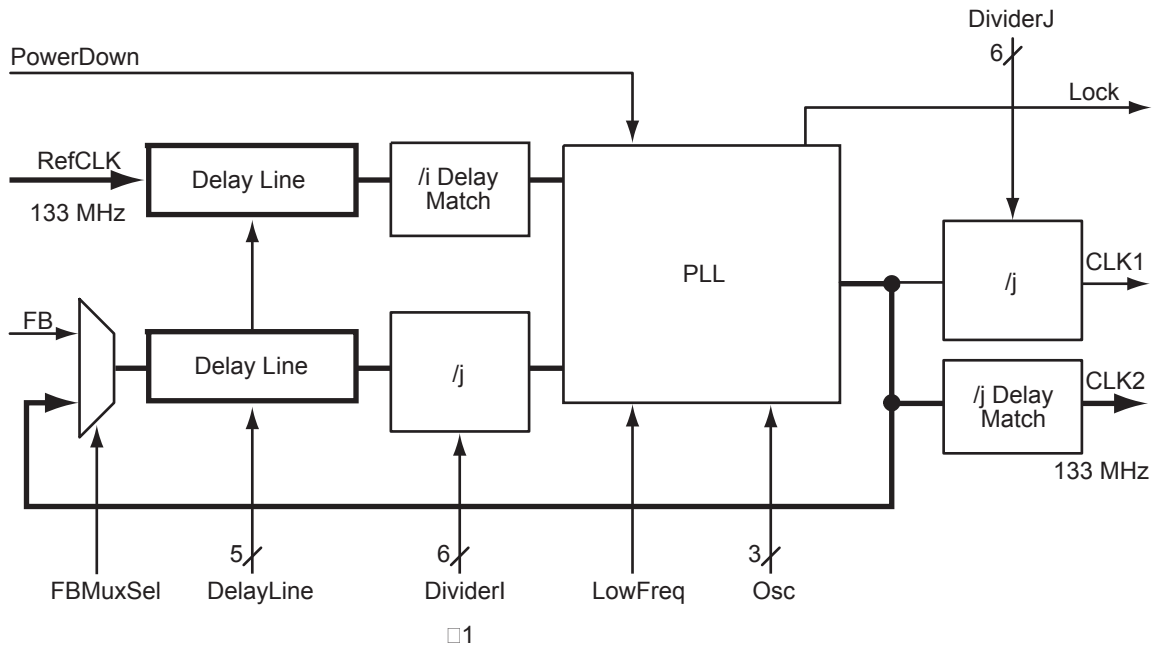 DividerJ
6
PowerDown
Lock
RefCLK
133 MHz
Delay Line
/i Delay
Match
PLL
/j
CLK1
FB
Delay Line
/j
/j Delay
Match
CLK2
133 MHz
5
6
3
FBMuxSel
DelayLine
DividerI
LowFreq
Osc
□1